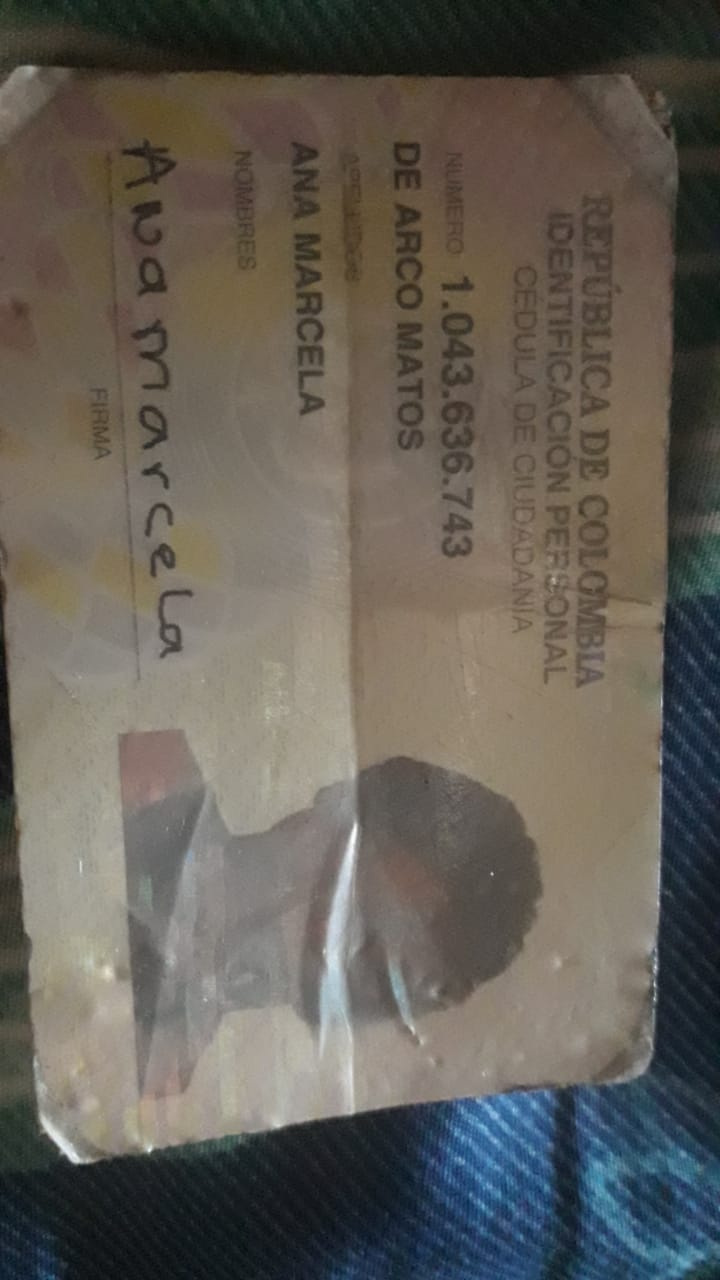 REPÚBLICA DE COLOMBIA
IDENTIFICACIÓN PERSONAL
CÉDULA DE CIUDADANÍA
NUMERO 1.043.636.743
DE ARCO MATOS
APELLIDOS
ANA MARCELA
NOMBRES
Ana marcela
FIRMA